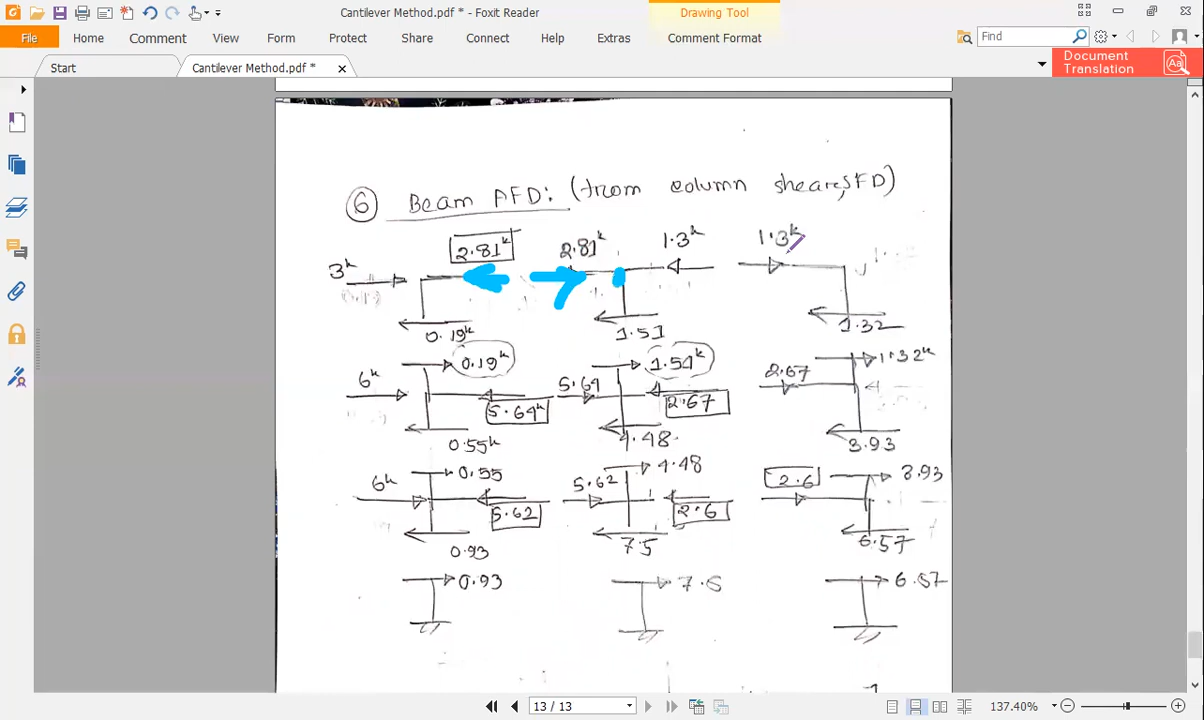 Cantilever Method.pdf * - Foxit Reader
Drawing Tool
File Home Comment View Form Protect Share Connect Help Extras Comment Format
Find
Start
Cantilever Method.pdf *
Document Translation
6 Beam AFD: (from column shear, SFD)
2.81k 2.81k 1.3k 1.3k
3k
0.19k 1.51 1.32
0.19k 1.51k 1.32k
6k 5.64 2.67
5.64k 2.67
0.55k 4.48 3.93
0.55 4.48 3.93
6k 5.62 2.6
5.62 2.6
0.93 7.5 6.57
0.93 7.5 6.57
13 / 13
137.40%